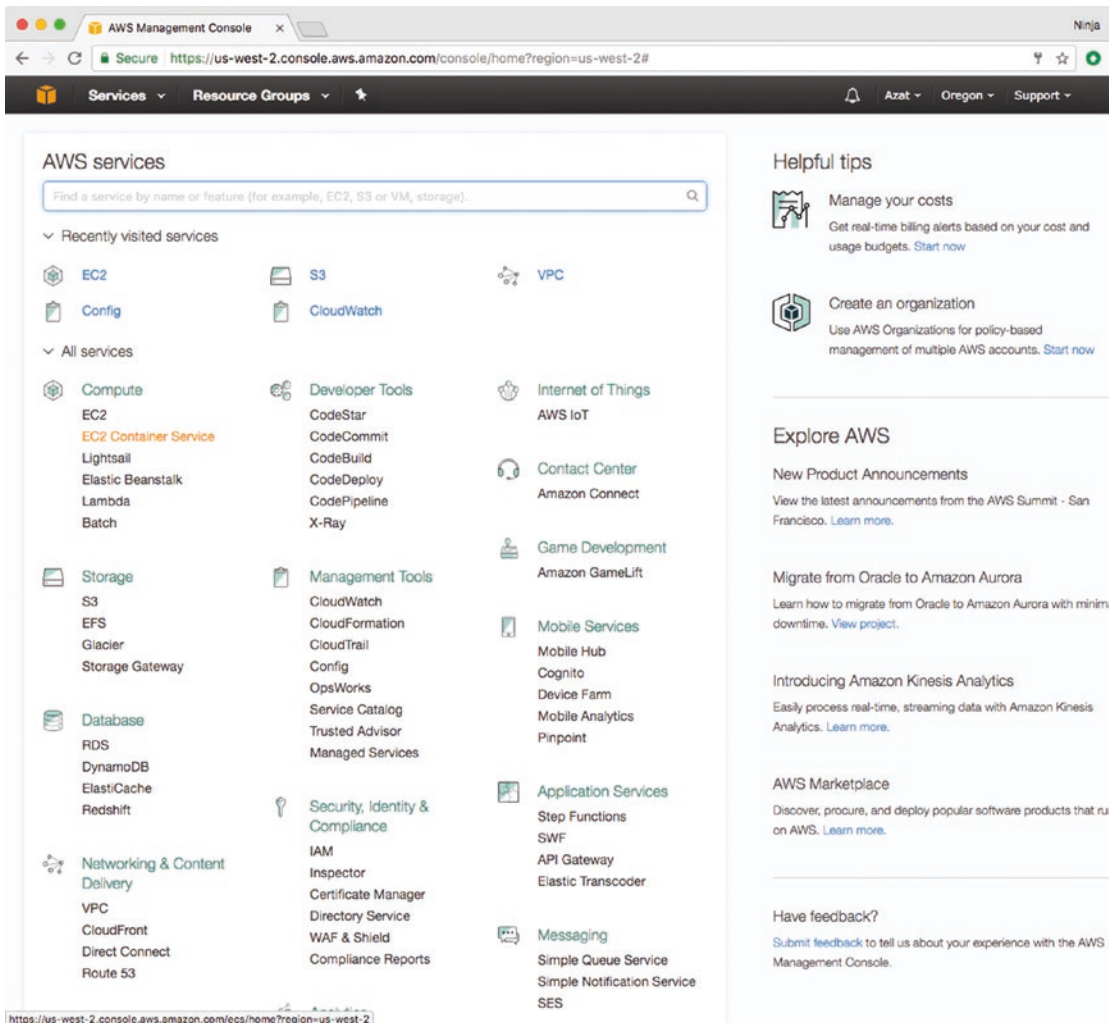 AWS Management Console
Ninja
Secure https://us-west-2.console.aws.amazon.com/console/home?region=us-west-2#
Services Resource Groups Azat Oregon Support
AWS services
Find a service by name or feature (for example, EC2, S3 or VM, storage).
Recently visited services
EC2
S3
VPC
Config
CloudWatch
All services
Compute
EC2
EC2 Container Service
Lightsail
Elastic Beanstalk
Lambda
Batch
Storage
S3
EFS
Glacier
Storage Gateway
Database
RDS
DynamoDB
ElastiCache
Redshift
Networking & Content
Delivery
VPC
CloudFront
Direct Connect
Route 53
Developer Tools
CodeStar
CodeCommit
CodeBuild
CodeDeploy
CodePipeline
X-Ray
Management Tools
CloudWatch
CloudFormation
CloudTrail
Config
OpsWorks
Service Catalog
Trusted Advisor
Managed Services
Security, Identity &
Compliance
IAM
Inspector
Certificate Manager
Directory Service
WAF & Shield
Compliance Reports
Internet of Things
AWS IoT
Contact Center
Amazon Connect
Game Development
Amazon GameLift
Mobile Services
Mobile Hub
Cognito
Device Farm
Mobile Analytics
Pinpoint
Application Services
Step Functions
SWF
API Gateway
Elastic Transcoder
Messaging
Simple Queue Service
Simple Notification Service
SES
Helpful tips
Manage your costs
Get real-time billing alerts based on your cost and
usage budgets. Start now
Create an organization
Use AWS Organizations for policy-based
management of multiple AWS accounts. Start now
Explore AWS
New Product Announcements
View the latest announcements from the AWS Summit - San
Francisco. Learn more.
Migrate from Oracle to Amazon Aurora
Learn how to migrate from Oracle to Amazon Aurora with minim
downtime. View project.
Introducing Amazon Kinesis Analytics
Easily process real-time, streaming data with Amazon Kinesis
Analytics. Learn more.
AWS Marketplace
Discover, procure, and deploy popular software products that ru
on AWS. Learn more.
Have feedback?
Submit feedback to tell us about your experience with the AWS
Management Console.
https://us-west-2.console.aws.amazon.com/ecs/home?region=us-west-2